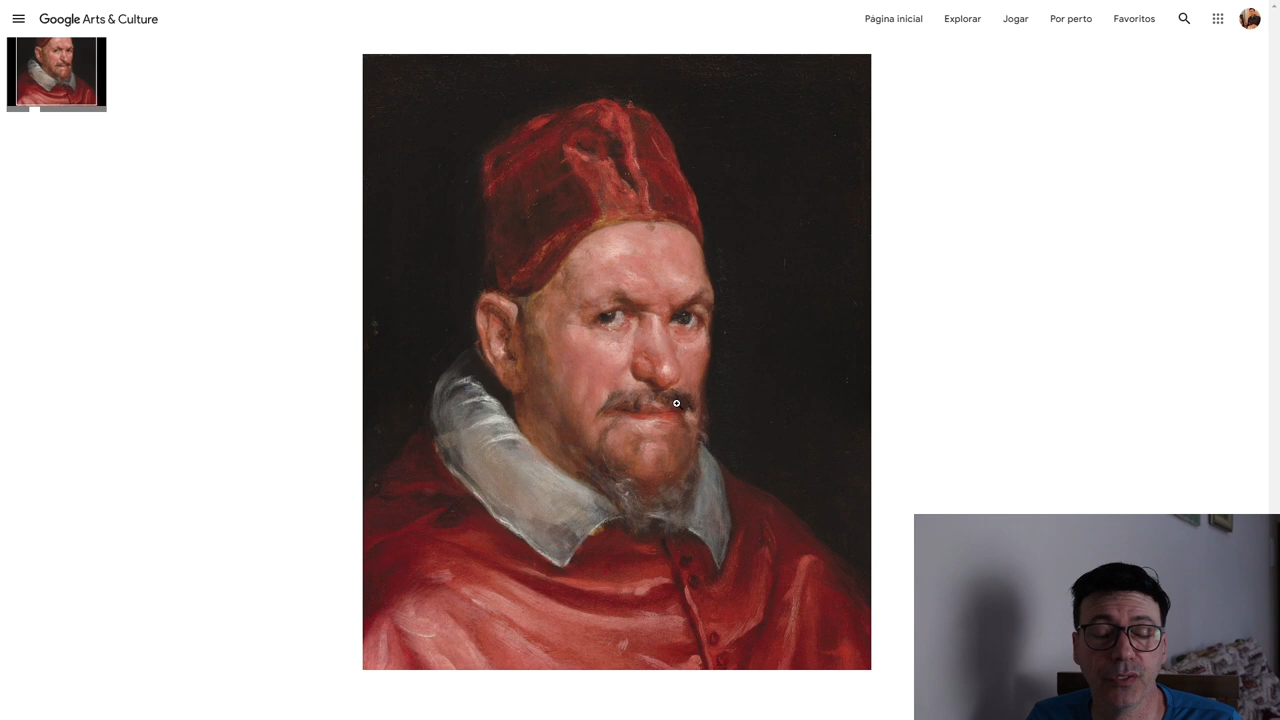 Google Arts & Culture
Página inicial
Explorar
Jogar
Por perto
Favoritos